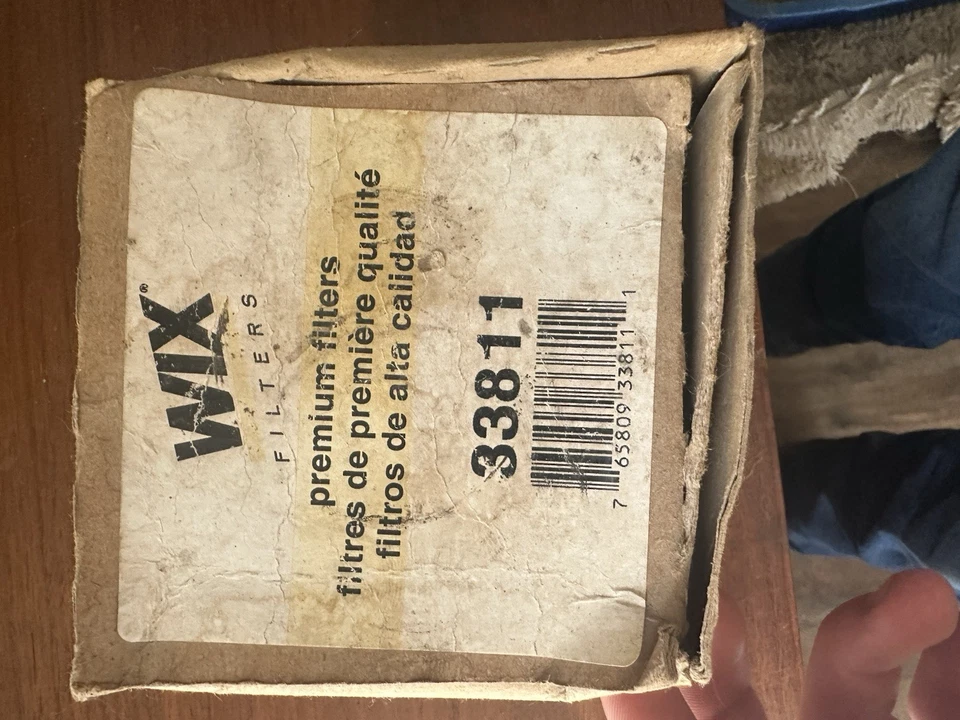 WIX®
FILTERS
premium filters
filtres de première qualité
filtros de alta calidad
33811
7 65809 33811 1